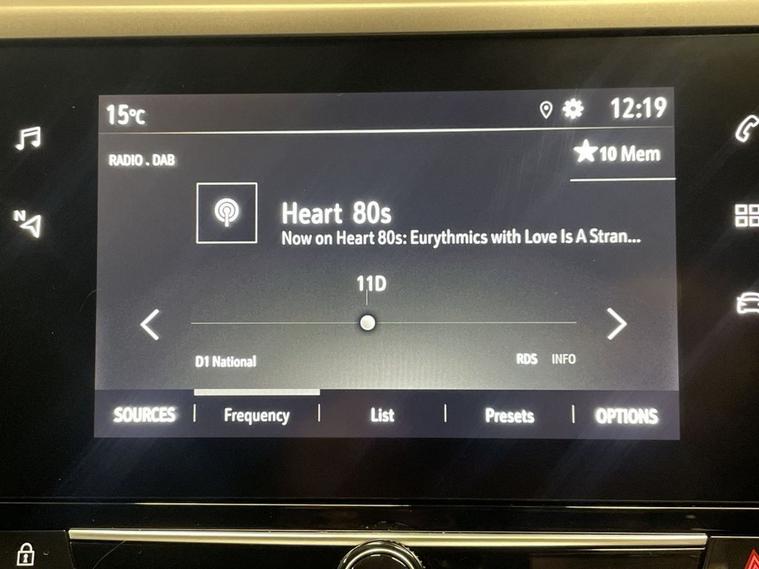 15°C
12:19
RADIO . DAB
★10 Mem
Heart 80s
Now on Heart 80s: Eurythmics with Love Is A Stran...
N
11D
D1 National
RDS INFO
SOURCES | Frequency | List | Presets | OPTIONS